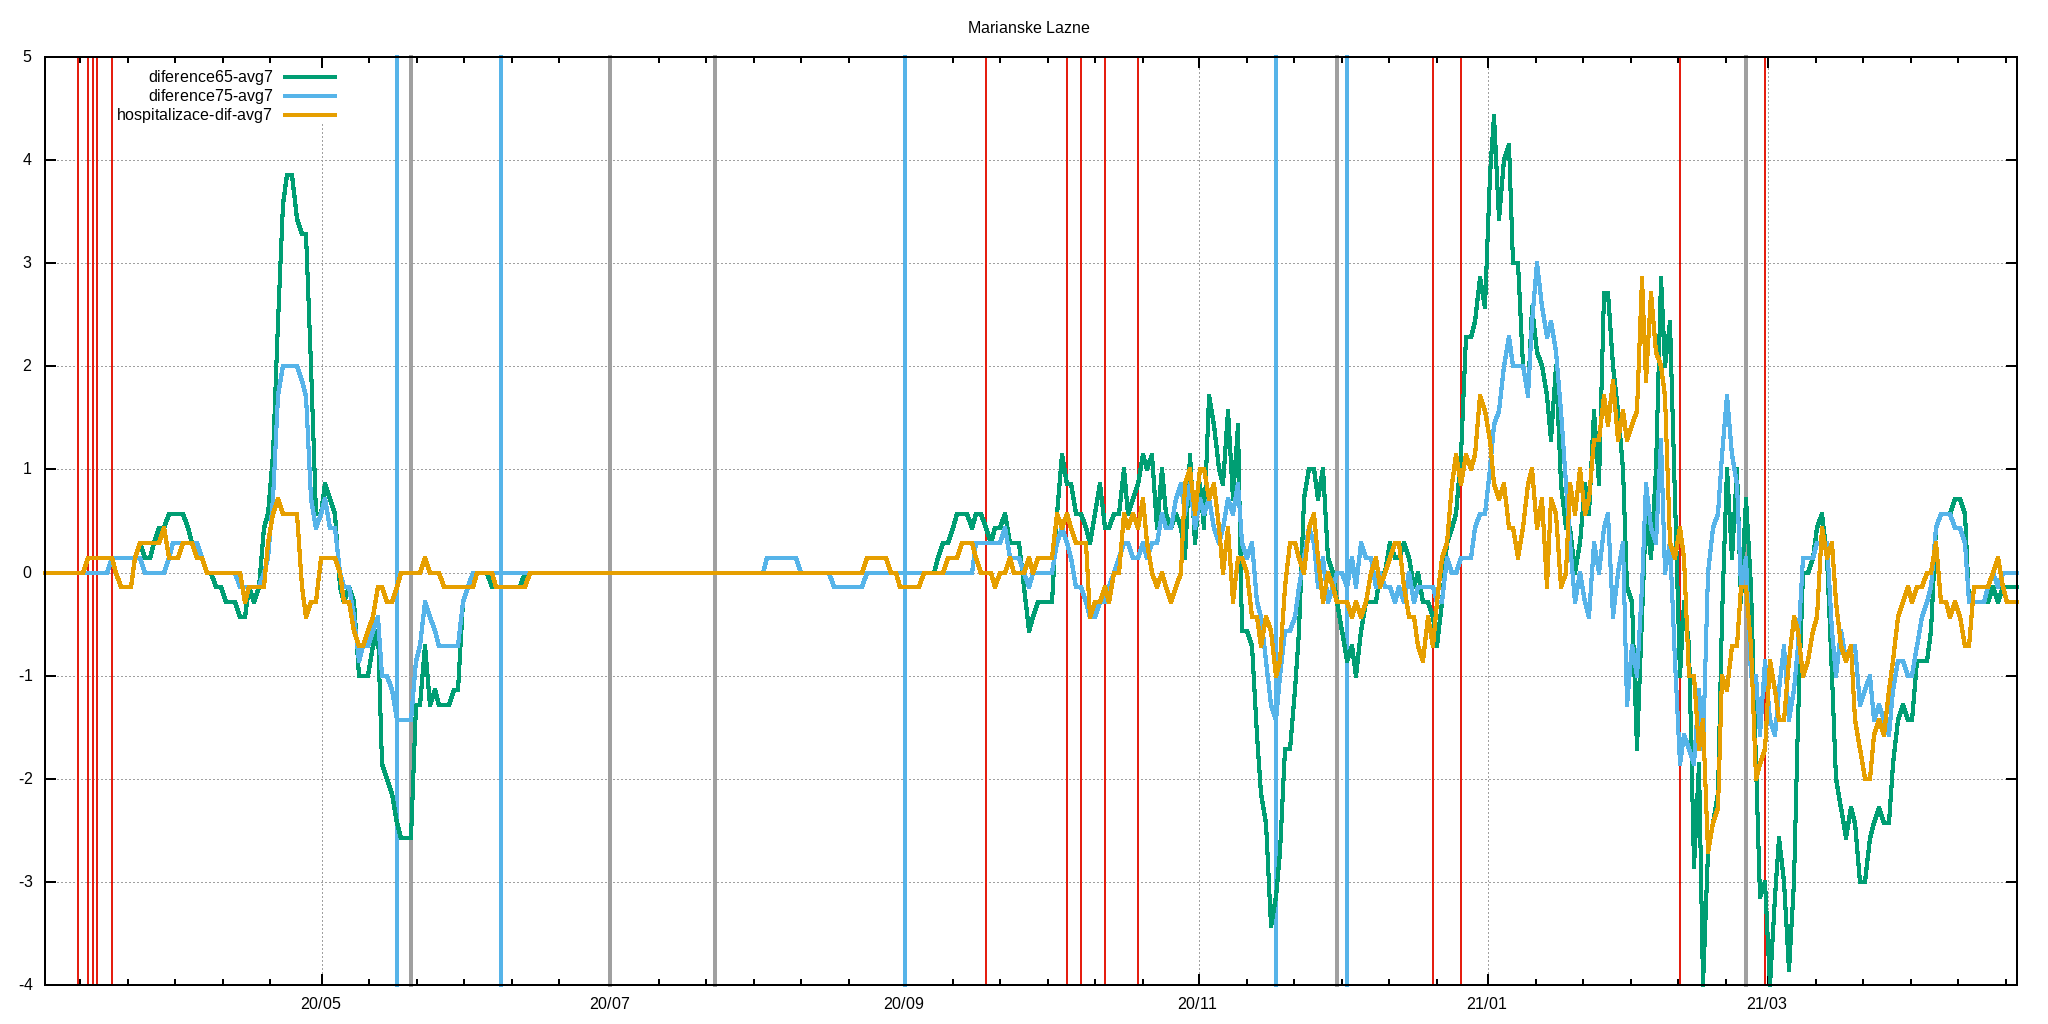 Marianske Lazne
5
diference65-avg7
diference75-avg7
hospitalizace-dif-avg7
4
3
2
1
0
-1
-2
-3
-4
20/05 20/07 20/09 20/11 21/01 21/03